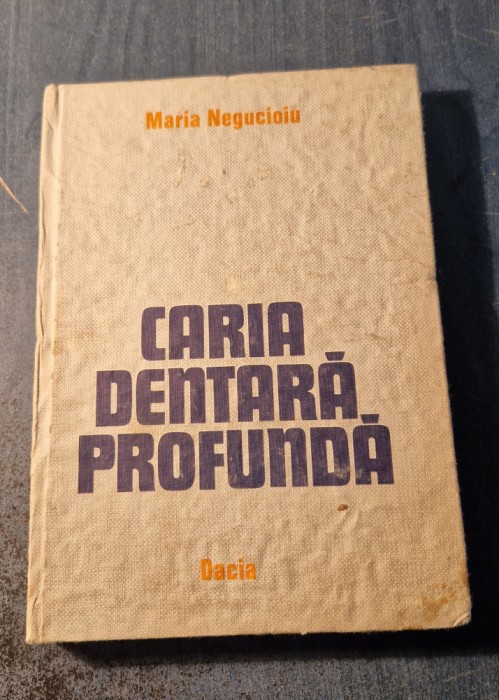 Maria Negucioiu
CARIA
DENTARĂ
PROFUNDĂ
Dacia